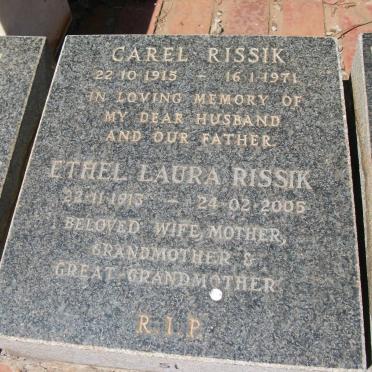 CAREL RISSIK
22·10·1915 - 16·1·1971
IN LOVING MEMORY OF
MY DEAR HUSBAND
AND OUR FATHER
ETHEL LAURA RISSIK
22·11·1913 - 24·02·2005
BELOVED WIFE, MOTHER,
GRANDMOTHER &
GREAT-GRANDMOTHER
R.I.P.